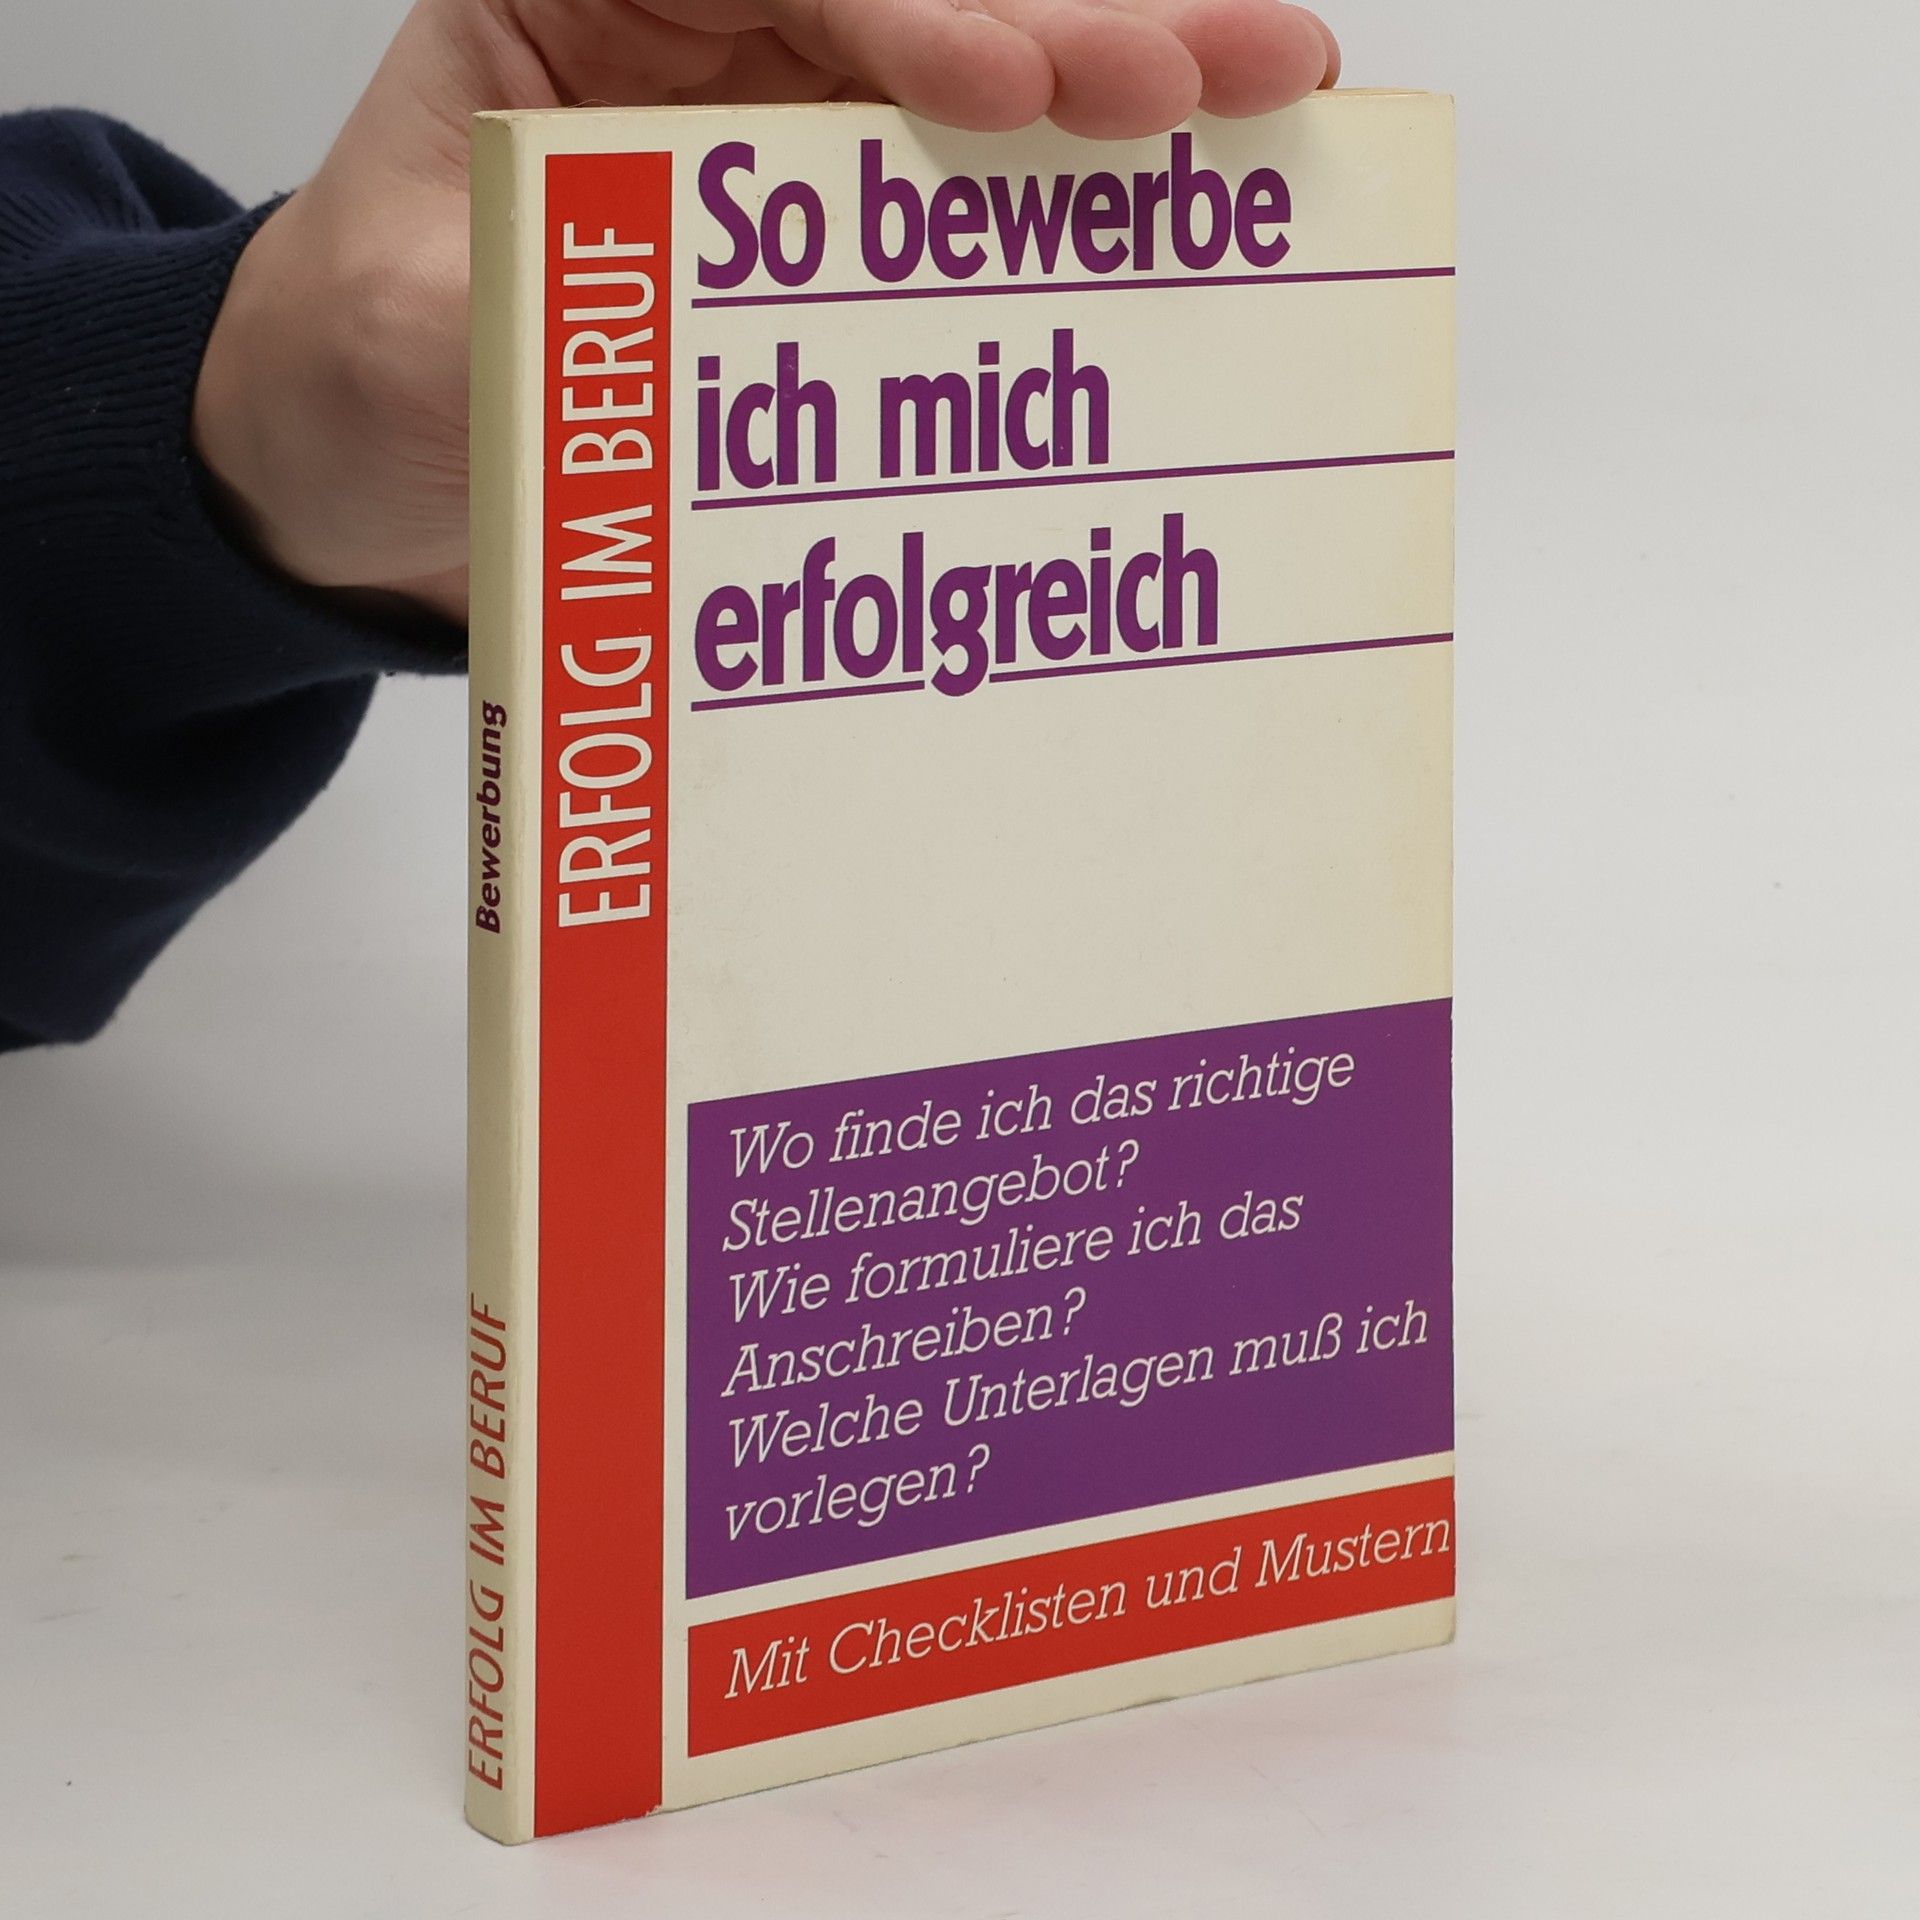 So bewerbe
ich mich
erfolgreich
ERFOLG IM BERUF
Bewerbung
ERFOLG IM BERUF
Wo finde ich das richtige
Stellenangebot?
Wie formuliere ich das
Anschreiben?
Welche Unterlagen muß ich
vorlegen?
Mit Checklisten und Mustern